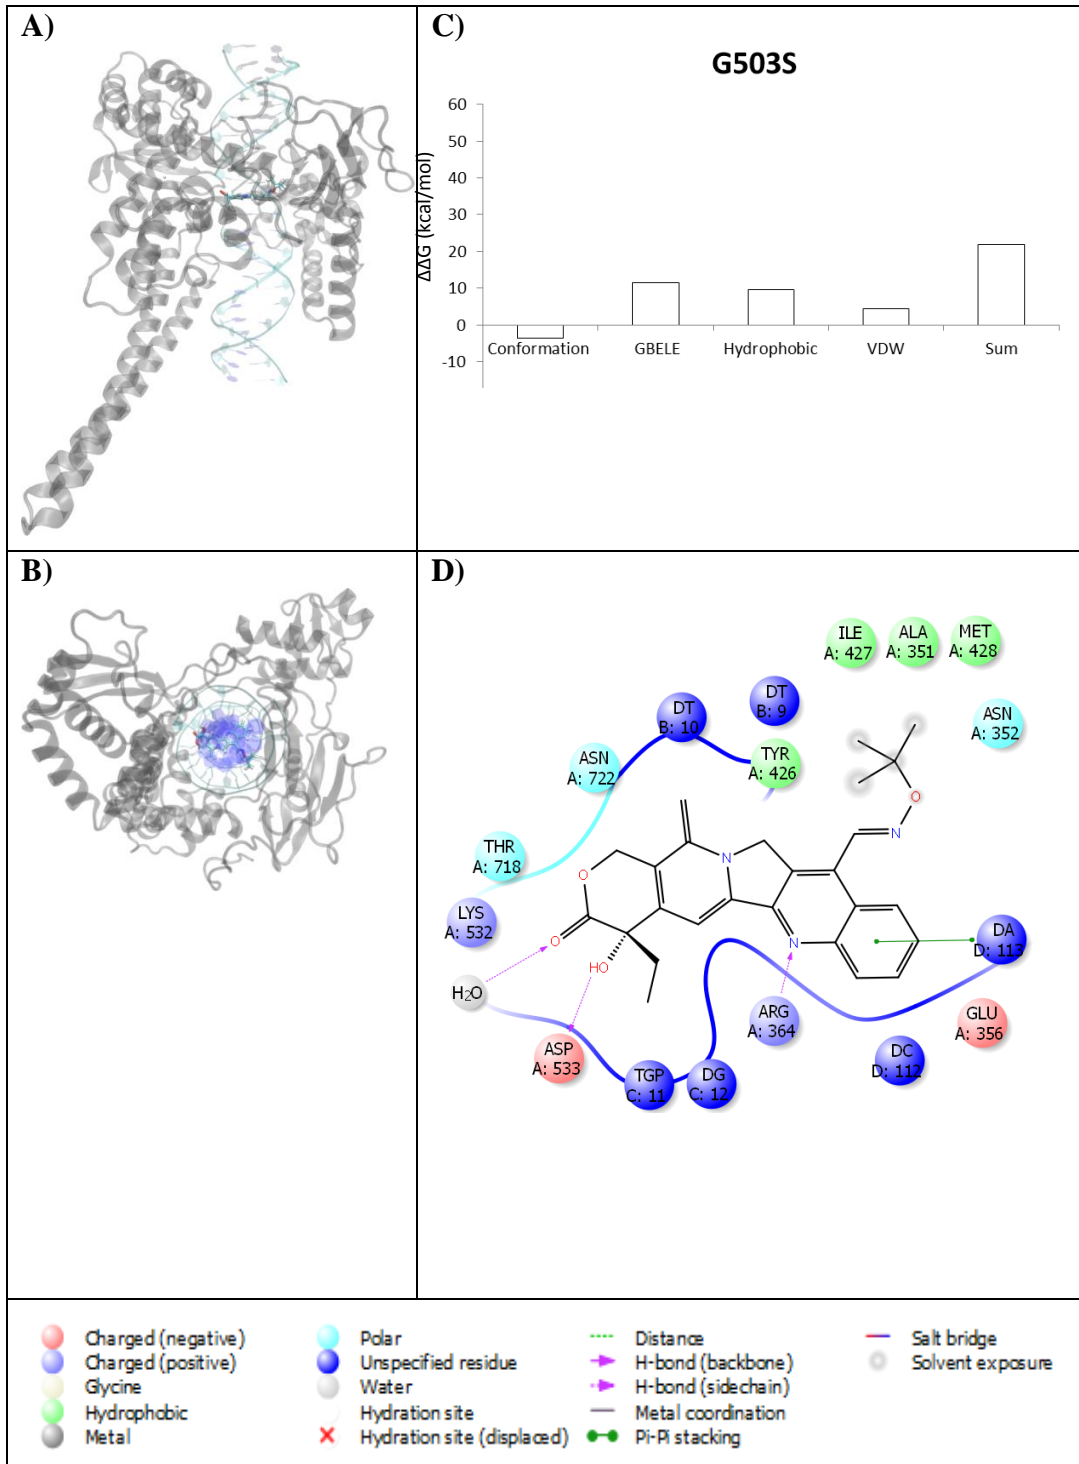 A)
C)
G503S
60
50
40
30
20
10
0
-10
ΔΔG (kcal/mol)
Conformation
GBELE
Hydrophobic
VDW
Sum
B)
D)
ILE
A: 427
ALA
A: 351
MET
A: 428
DT
B: 9
DT
B: 10
ASN
A: 352
TYR
A: 426
ASN
A: 722
O
N
THR
A: 718
N
O
LYS
A: 532
O
HO
N
DA
D: 113
H₂O
ARG
A: 364
GLU
A: 356
ASP
A: 533
DC
D: 112
TGP
C: 11
DG
C: 12
Charged (negative)
Charged (positive)
Glycine
Hydrophobic
Metal
Polar
Unspecified residue
Water
Hydration site
Hydration site (displaced)
Distance
H-bond (backbone)
H-bond (sidechain)
Metal coordination
Pi-Pi stacking
Salt bridge
Solvent exposure